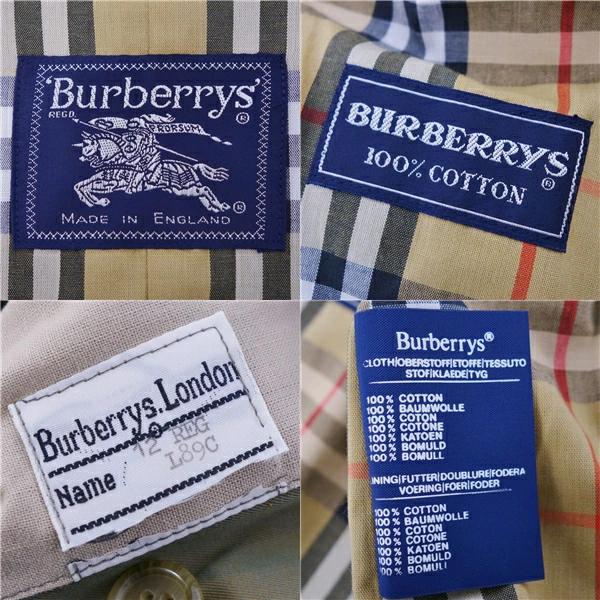 'Burberrys'
REGD.
PRORSUM
®
MADE IN ENGLAND
BURBERRYS
®
100% COTTON
Burberrys. London
12 REG
Name
L89C
Burberrys®
CLOTH|OBERSTOFF|ETOFFE|TESSUTO
STOF|KLAEDE|TYG
100% COTTON
100% BAUMWOLLE
100% COTON
100% COTONE
100% KATOEN
100% BOMULD
100% BOMULL
INING|FUTTER|DOUBLURE|FODERA
VOERING|FOER|FODER
100% COTTON
100% BAUMWOLLE
100% COTON
100% COTONE
100% KATOEN
100% BOMULD
100% BOMULL